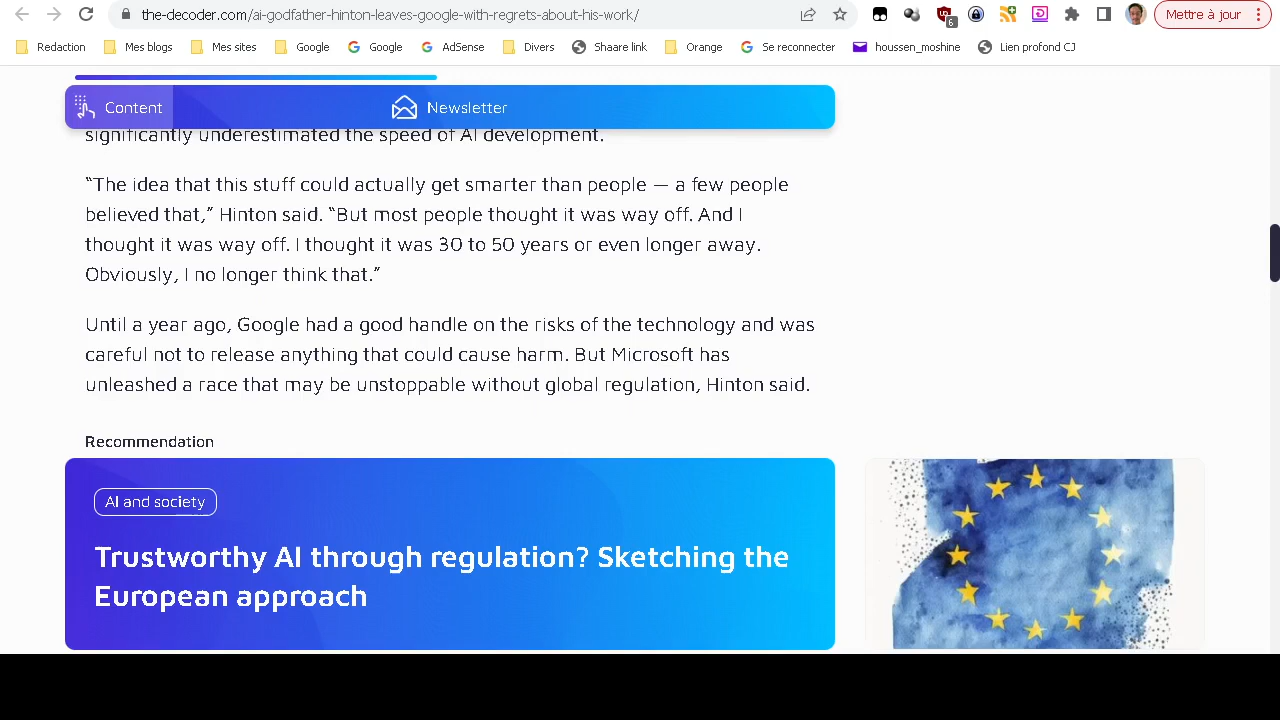 the-decoder.com/ai-godfather-hinton-leaves-google-with-regrets-about-his-work/
Mettre à jour
6
Redaction
Mes blogs
Mes sites
Google
Google
AdSense
Divers
Shaare link
Orange
Se reconnecter
houssen_moshine
Lien profond CJ
Content
Newsletter
significantly underestimated the speed of AI development.
“The idea that this stuff could actually get smarter than people — a few people
believed that,” Hinton said. “But most people thought it was way off. And I
thought it was way off. I thought it was 30 to 50 years or even longer away.
Obviously, I no longer think that.”
Until a year ago, Google had a good handle on the risks of the technology and was
careful not to release anything that could cause harm. But Microsoft has
unleashed a race that may be unstoppable without global regulation, Hinton said.
Recommendation
AI and society
Trustworthy AI through regulation? Sketching the
European approach